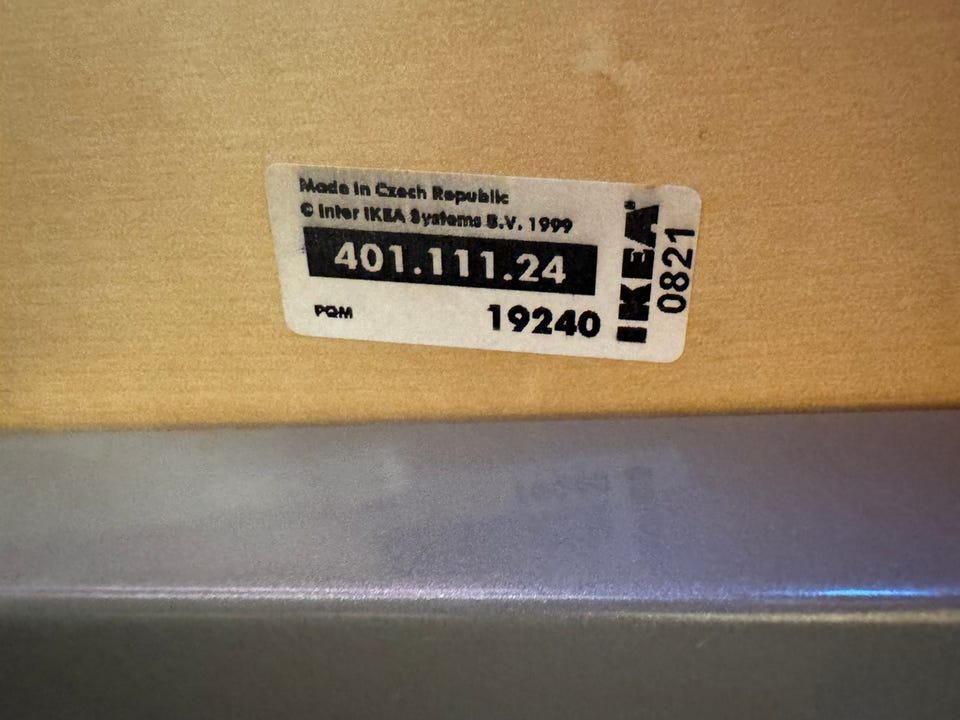 Made in Czech Republic
© Inter IKEA Systems B.V. 1999
401.111.24
PQM
19240
IKEA
0821